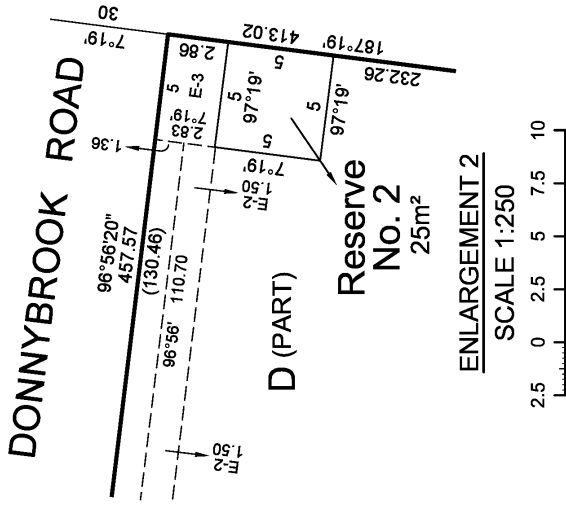 30
7°19'
DONNYBROOK ROAD
2.86
413.02
187°19'
232.26
5
5
E-3
5
97°19'
5
97°19'
7°19'
2.83
5
7°19'
1.36
E-2
1.50
96°56'20"
457.57
(130.46)
96°56'
110.70
Reserve
No. 2
25m²
D (PART)
E-2
1.50
ENLARGEMENT 2
SCALE 1:250
2.5 0 2.5 5 7.5 10